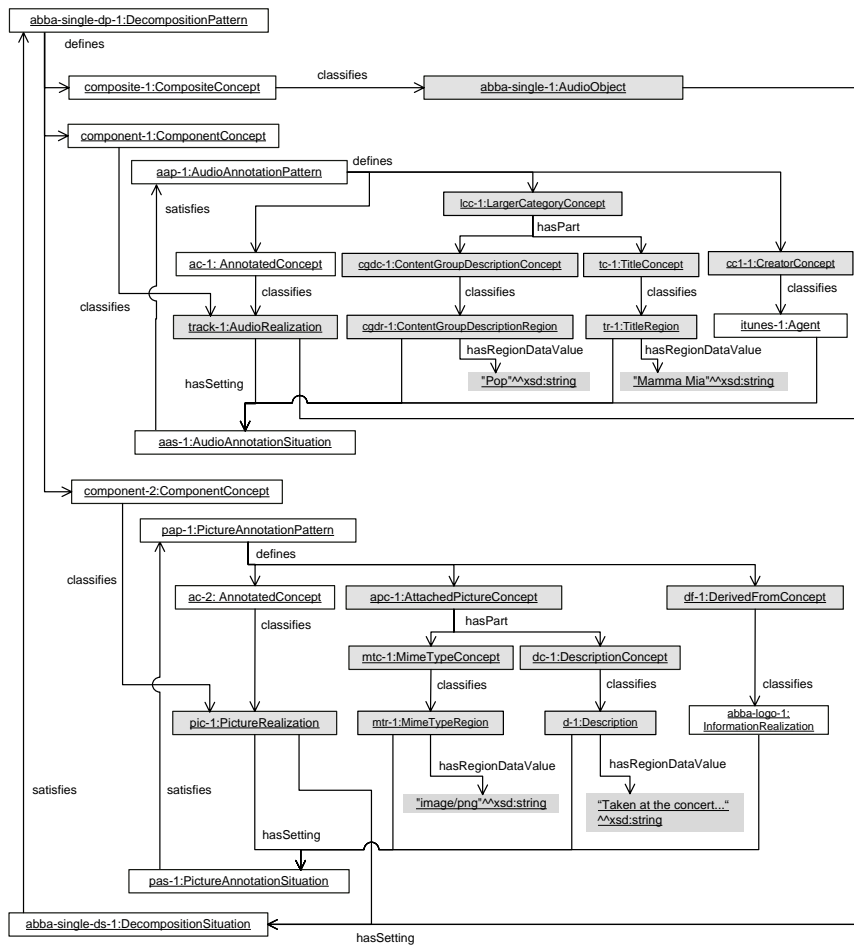 abba-single-dp-1:DecompositionPattern
defines
composite-1:CompositeConcept
classifies
abba-single-1:AudioObject
component-1:ComponentConcept
aap-1:AudioAnnotationPattern
defines
satisfies
lcc-1:LargerCategoryConcept
hasPart
ac-1: AnnotatedConcept
cgdc-1:ContentGroupDescriptionConcept
tc-1:TitleConcept
cc1-1:CreatorConcept
classifies
classifies
classifies
classifies
classifies
track-1:AudioRealization
cgdr-1:ContentGroupDescriptionRegion
tr-1:TitleRegion
itunes-1:Agent
hasRegionDataValue
hasRegionDataValue
hasSetting
"Pop"^^xsd:string
"Mamma Mia"^^xsd:string
aas-1:AudioAnnotationSituation
component-2:ComponentConcept
pap-1:PictureAnnotationPattern
defines
classifies
ac-2: AnnotatedConcept
apc-1:AttachedPictureConcept
df-1:DerivedFromConcept
classifies
hasPart
mtc-1:MimeTypeConcept
dc-1:DescriptionConcept
classifies
classifies
classifies
pic-1:PictureRealization
mtr-1:MimeTypeRegion
d-1:Description
abba-logo-1:
InformationRealization
hasRegionDataValue
hasRegionDataValue
satisfies
satisfies
"image/png"^^xsd:string
“Taken at the concert...“
^^xsd:string
hasSetting
pas-1:PictureAnnotationSituation
abba-single-ds-1:DecompositionSituation
hasSetting